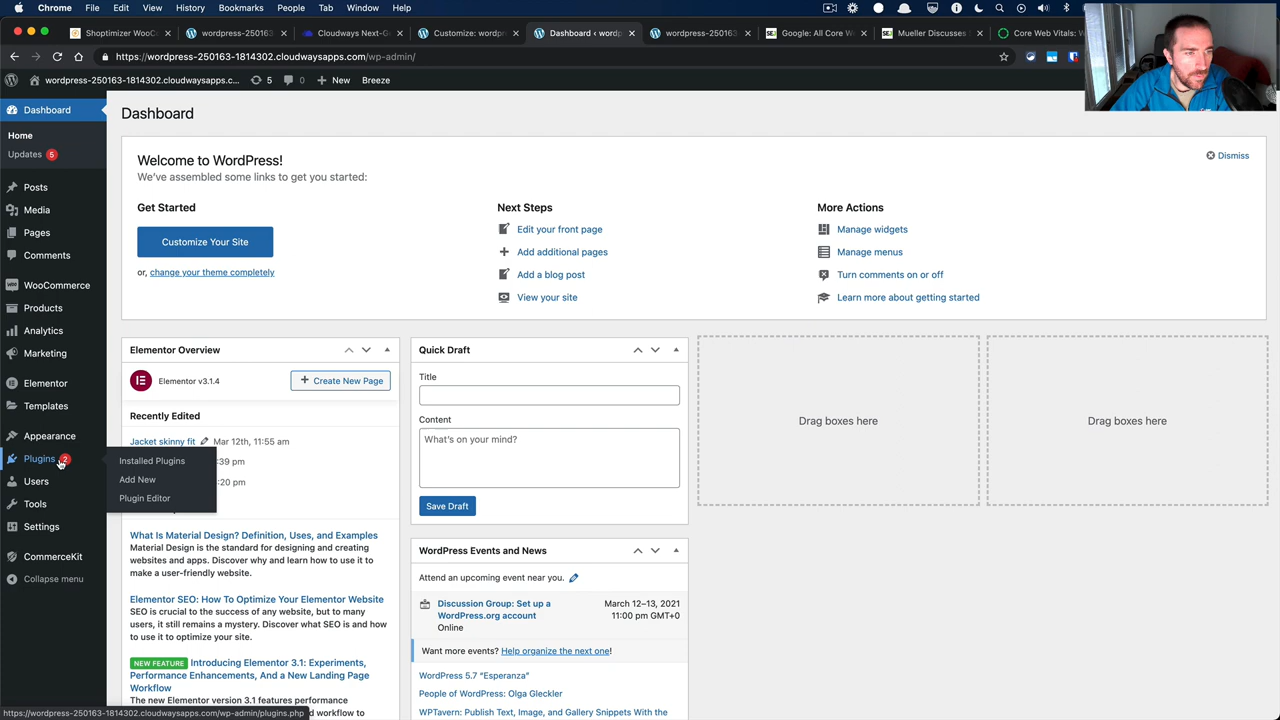 Chrome File Edit View History Bookmarks People Tab Window Help
Shoptimizer WooCo
wordpress-250163-181
Cloudways Next-Ge
Customize: wordpre
Dashboard ‹ wordp
wordpress-250163-
Google: All Core W
Mueller Discusses
Core Web Vitals: W
https://wordpress-250163-1814302.cloudwaysapps.com/wp-admin/
wordpress-250163-1814302.cloudwaysapps.c... 5 0 New Breeze
Dashboard
Home
Updates 5
Posts
Media
Pages
Comments
WooCommerce
Products
Analytics
Marketing
Elementor
Templates
Appearance
Plugins 2
Users
Tools
Settings
CommerceKit
Collapse menu
Installed Plugins
Add New
Plugin Editor
Dashboard
Welcome to WordPress!
We've assembled some links to get you started:
Dismiss
Get Started
Customize Your Site
or, change your theme completely
Next Steps
Edit your front page
Add additional pages
Add a blog post
View your site
More Actions
Manage widgets
Manage menus
Turn comments on or off
Learn more about getting started
Elementor Overview
Elementor v3.1.4
Create New Page
Recently Edited
Jacket skinny fit Mar 12th, 11:55 am
:39 pm
:20 pm
What Is Material Design? Definition, Uses, and Examples
Material Design is the standard for designing and creating
websites and apps. Discover why and learn how to use it to
make a user-friendly website.
Elementor SEO: How To Optimize Your Elementor Website
SEO is crucial to the success of any website, but to many
users, it still remains a mystery. Discover what SEO is and how
to use it to optimize your site.
NEW FEATURE Introducing Elementor 3.1: Experiments,
Performance Enhancements, And a New Landing Page
Workflow
The new Elementor version 3.1 features performance
nd workflow to
Quick Draft
Title
Content
What's on your mind?
Save Draft
WordPress Events and News
Attend an upcoming event near you.
Discussion Group: Set up a
WordPress.org account
Online
March 12–13, 2021
11:00 pm GMT+0
Want more events? Help organize the next one!
WordPress 5.7 "Esperanza"
People of WordPress: Olga Gleckler
WPTavern: Publish Text, Image, and Gallery Snippets With the
Drag boxes here
Drag boxes here
https://wordpress-250163-1814302.cloudwaysapps.com/wp-admin/plugins.php